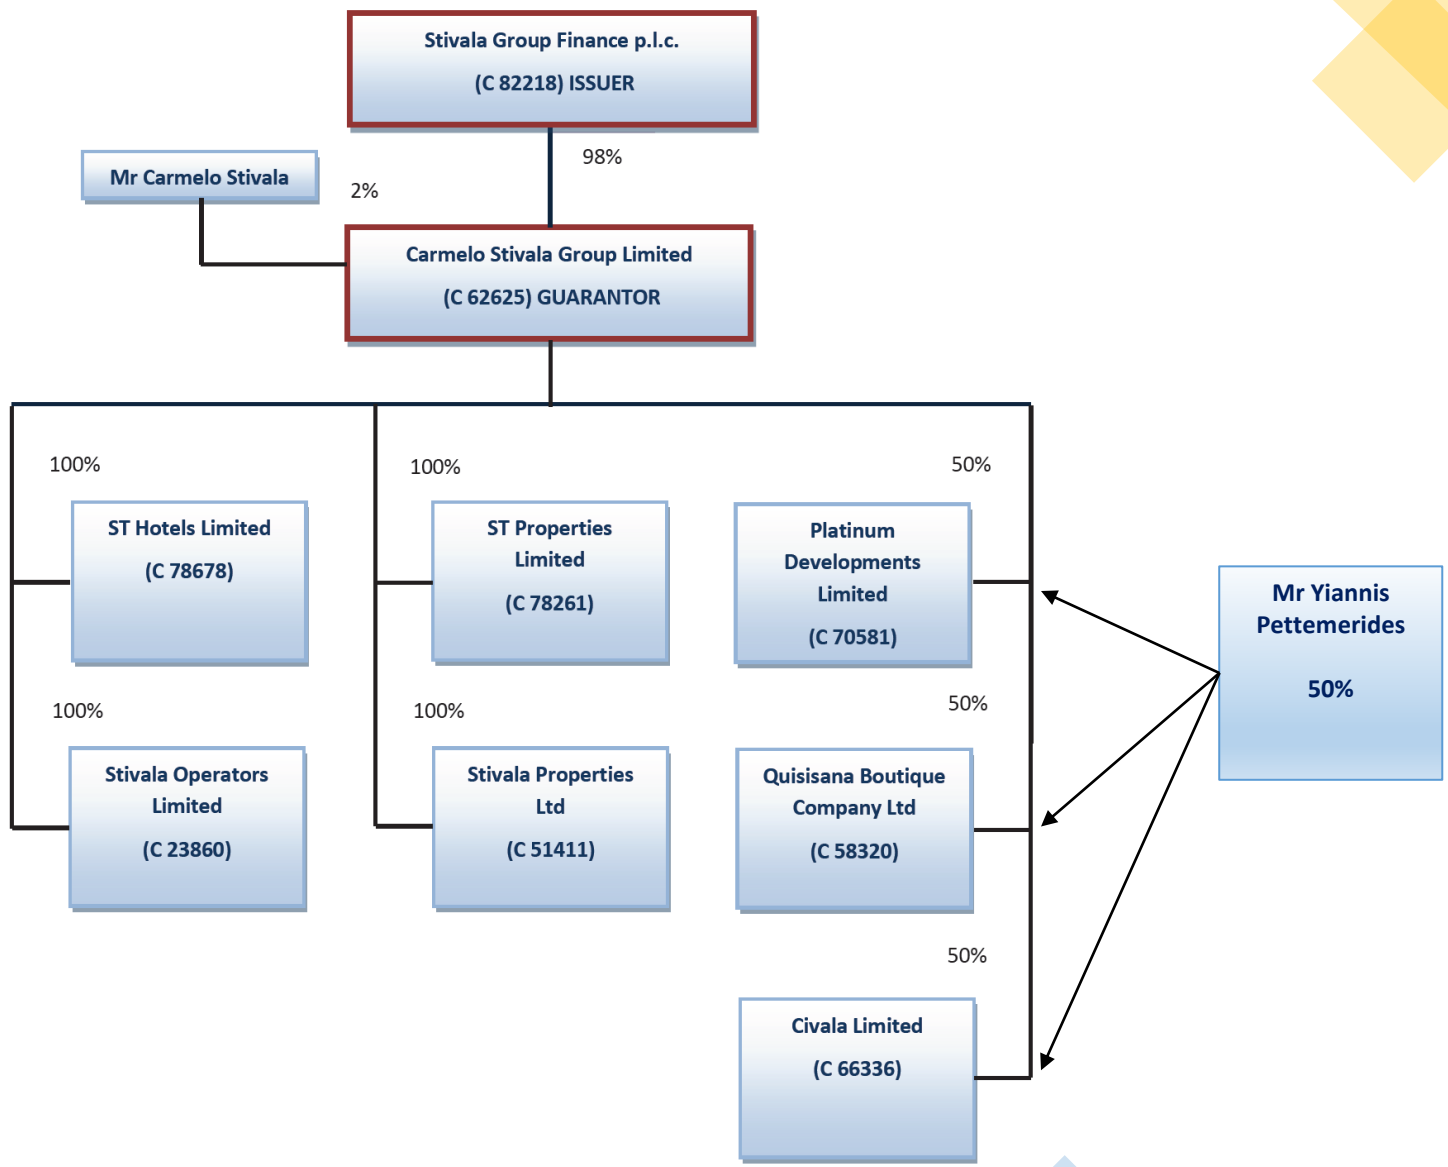 Stivala Group Finance p.l.c.
(C 82218) ISSUER
98%
Mr Carmelo Stivala
2%
Carmelo Stivala Group Limited
(C 62625) GUARANTOR
100%
100%
50%
ST Hotels Limited
(C 78678)
ST Properties
Limited
(C 78261)
Platinum
Developments
Limited
(C 70581)
Mr Yiannis
Pettemerides
50%
100%
100%
50%
Stivala Operators
Limited
(C 23860)
Stivala Properties
Ltd
(C 51411)
Quisisana Boutique
Company Ltd
(C 58320)
50%
Civala Limited
(C 66336)